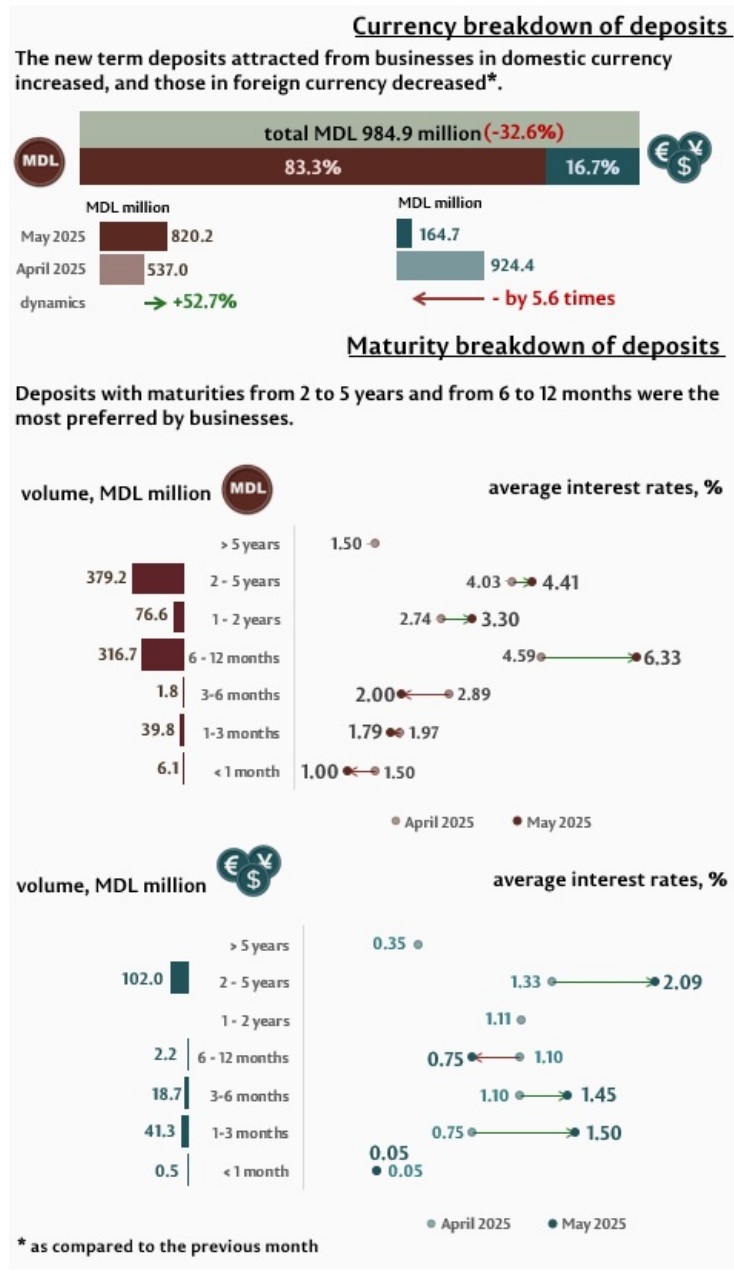 Currency breakdown of deposits
The new term deposits attracted from businesses in domestic currency
increased, and those in foreign currency decreased*.
total MDL 984.9 million (-32.6%)
MDL
83.3%
16.7%
€ ¥ $
MDL million
MDL million
May 2025 820.2
164.7
April 2025 537.0
924.4
dynamics +52.7%
- by 5.6 times
Maturity breakdown of deposits
Deposits with maturities from 2 to 5 years and from 6 to 12 months were the
most preferred by businesses.
volume, MDL million MDL average interest rates, %
> 5 years 1.50
379.2 2 - 5 years 4.03 4.41
76.6 1 - 2 years 2.74 3.30
316.7 6 - 12 months 4.59 6.33
1.8 3-6 months 2.00 2.89
39.8 1-3 months 1.79 1.97
6.1 < 1 month 1.00 1.50
April 2025 May 2025
€ ¥ $
volume, MDL million average interest rates, %
> 5 years 0.35
102.0 2 - 5 years 1.33 2.09
1 - 2 years 1.11
2.2 6 - 12 months 0.75 1.10
18.7 3-6 months 1.10 1.45
41.3 1-3 months 0.75 1.50
0.05
0.5 < 1 month 0.05
April 2025 May 2025
* as compared to the previous month